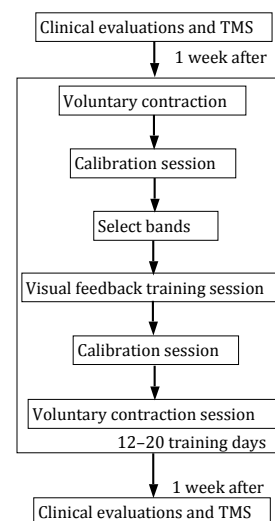 Clinical evaluations and TMS
1 week after
Voluntary contraction
Calibration session
Select bands
Visual feedback training session
Calibration session
Voluntary contraction session
12–20 training days
1 week after
Clinical evaluations and TMS